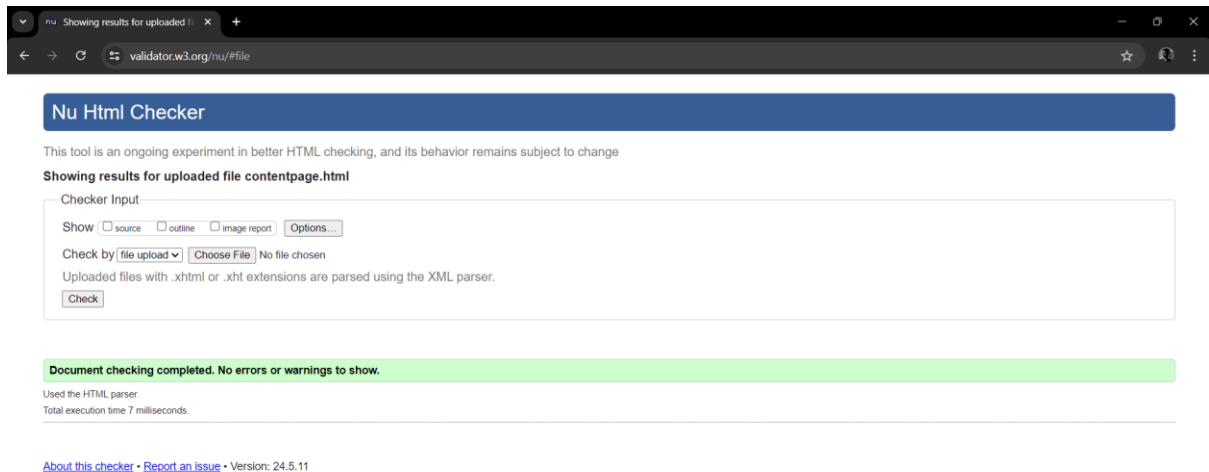 nu Showing results for uploaded fi
validator.w3.org/nu/#file
Nu Html Checker
This tool is an ongoing experiment in better HTML checking, and its behavior remains subject to change
Showing results for uploaded file contentpage.html
Checker Input
Show source outline image report Options...
Check by file upload Choose File No file chosen
Uploaded files with .xhtml or .xht extensions are parsed using the XML parser.
Check
Document checking completed. No errors or warnings to show.
Used the HTML parser.
Total execution time 7 milliseconds.
About this checker • Report an issue • Version: 24.5.11